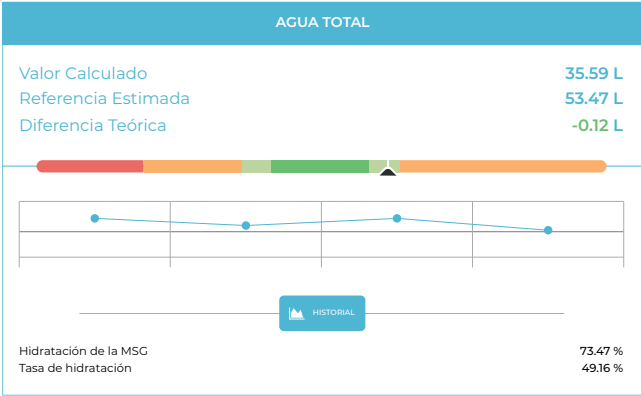 AGUA TOTAL
Valor Calculado 35.59 L
Referencia Estimada 53.47 L
Diferencia Teórica -0.12 L
HISTORIAL
Hidratación de la MSG 73.47 %
Tasa de hidratación 49.16 %